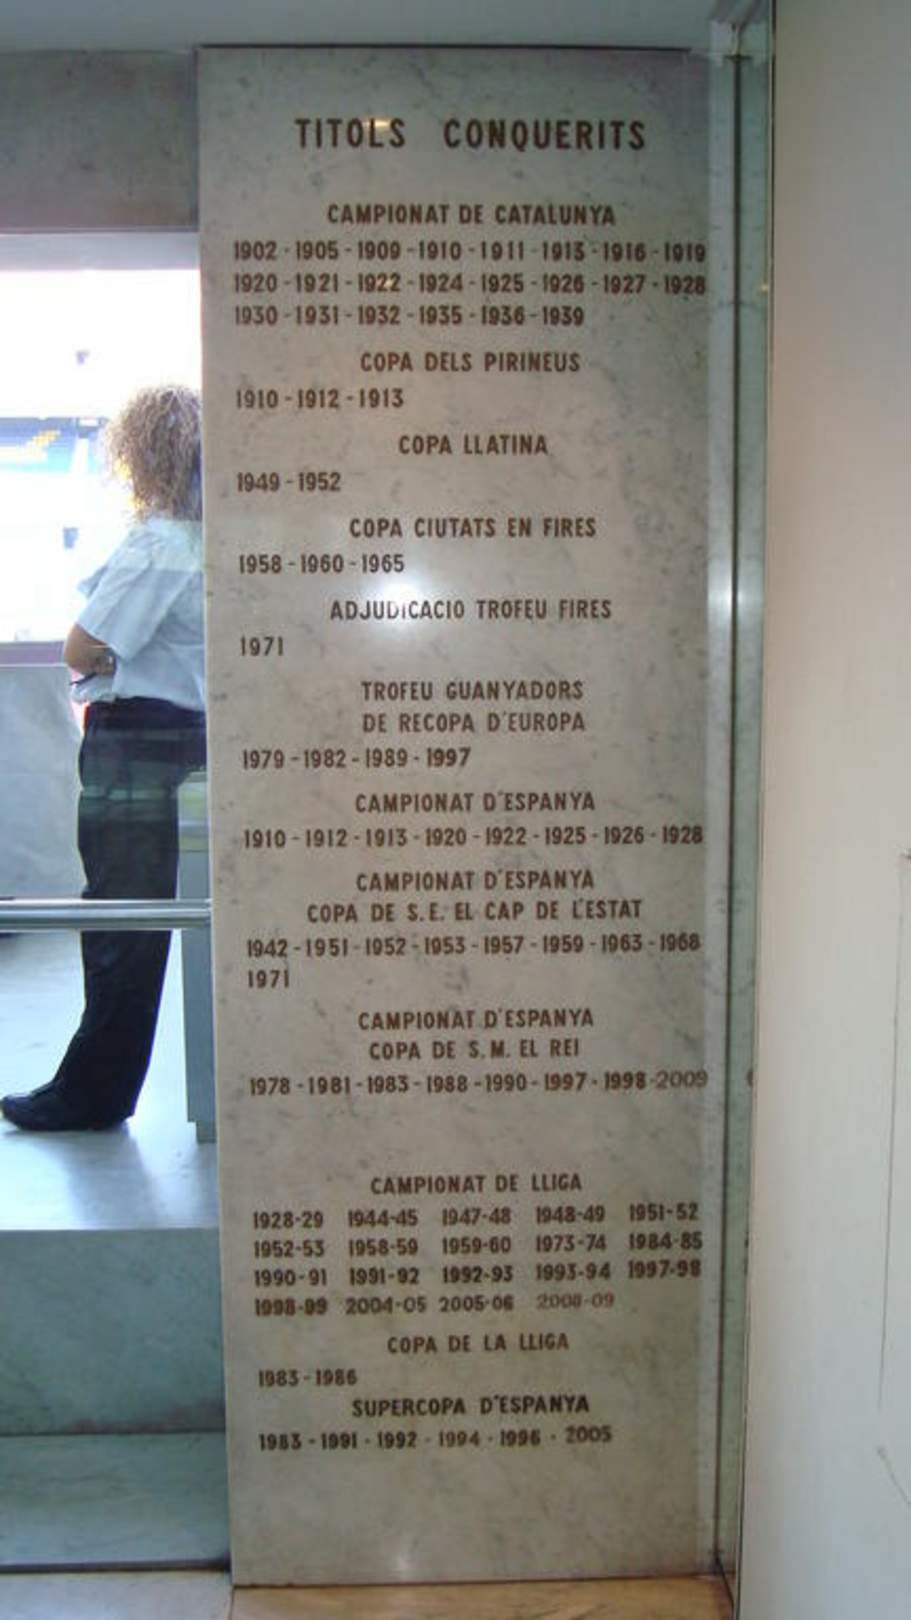 TITOLS CONQUERITS
CAMPIONAT DE CATALUNYA
1902 - 1905 - 1909 - 1910 - 1911 - 1913 - 1916 - 1919
1920 - 1921 - 1922 - 1924 - 1925 - 1926 - 1927 - 1928
1930 - 1931 - 1932 - 1935 - 1936 - 1939
COPA DELS PIRINEUS
1910 - 1912 - 1913
COPA LLATINA
1949 - 1952
COPA CIUTATS EN FIRES
1958 - 1960 - 1965
ADJUDICACIO TROFEU FIRES
1971
TROFEU GUANYADORS
DE RECOPA D'EUROPA
1979 - 1982 - 1989 - 1997
CAMPIONAT D'ESPANYA
1910 - 1912 - 1913 - 1920 - 1922 - 1925 - 1926 - 1928
CAMPIONAT D'ESPANYA
COPA DE S.E. EL CAP DE L'ESTAT
1942 - 1951 - 1952 - 1953 - 1957 - 1959 - 1963 - 1968
1971
CAMPIONAT D'ESPANYA
COPA DE S.M. EL REI
1978 - 1981 - 1983 - 1988 - 1990 - 1997 - 1998 - 2009
CAMPIONAT DE LLIGA
1928-29 1944-45 1947-48 1948-49 1951-52
1952-53 1958-59 1959-60 1973-74 1984-85
1990-91 1991-92 1992-93 1993-94 1997-98
1998-99 2004-05 2005-06 2008-09
COPA DE LA LLIGA
1983 - 1986
SUPERCOPA D'ESPANYA
1983 - 1991 - 1992 - 1994 - 1996 - 2005